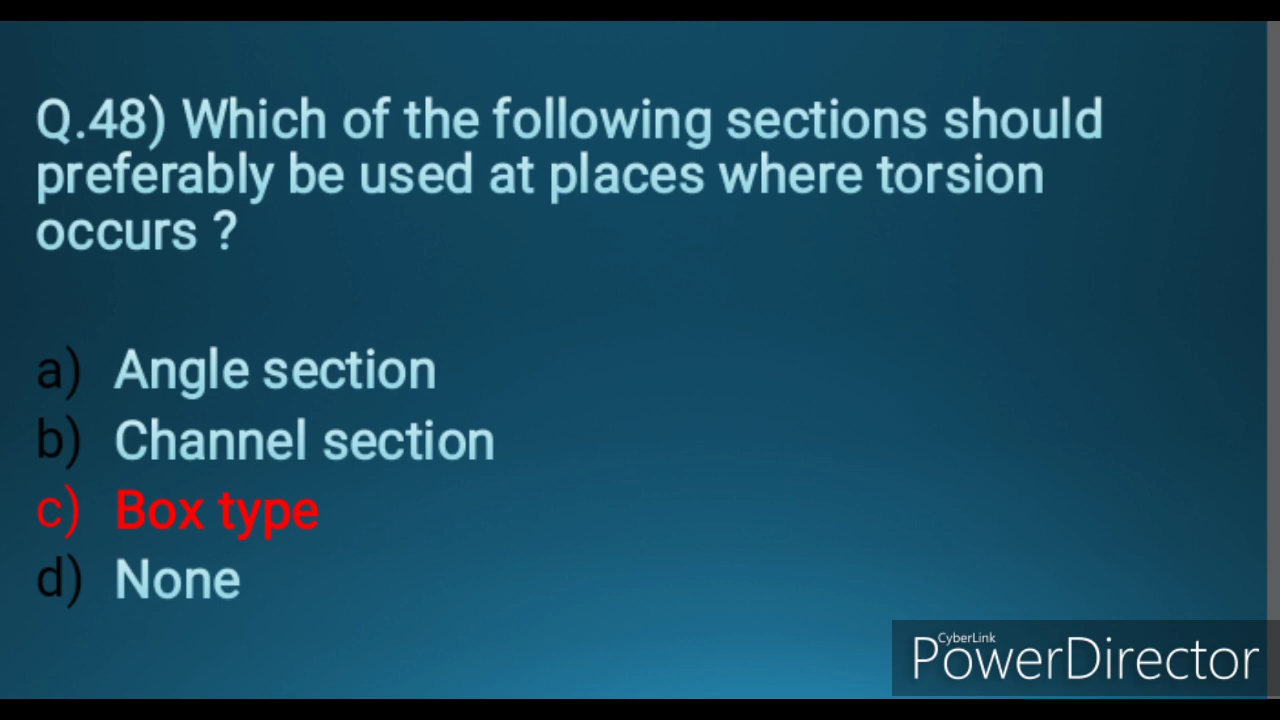 Q.48) Which of the following sections should
preferably be used at places where torsion
occurs ?
a) Angle section
b) Channel section
c) Box type
d) None
CyberLink
PowerDirector